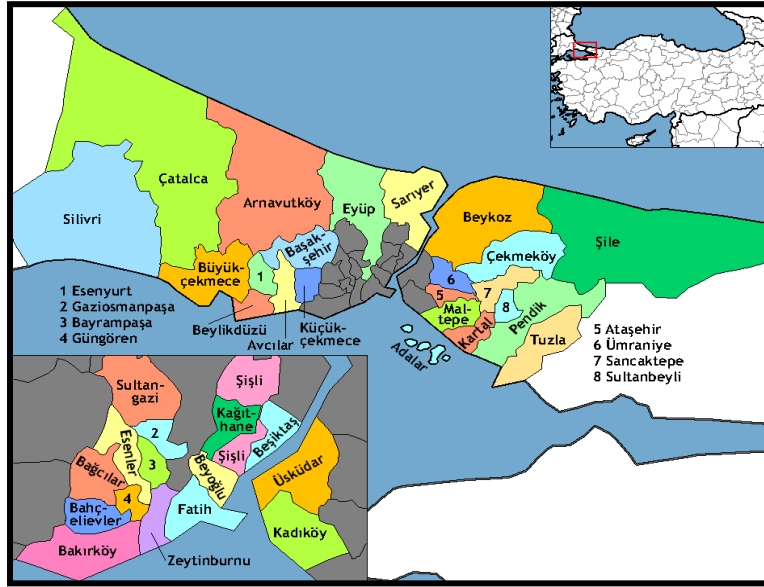 Çatalca
Silivri
Arnavutköy
Eyüp
Sarıyer
Beykoz
Şile
Çekmeköy
Başak-
şehir
Büyük-
çekmece
1
6
5
7
8
Mal-
tepe
Kartal
Pendik
Tuzla
Adalar
Beylikdüzü
Avcılar
Küçük-
çekmece
1 Esenyurt
2 Gaziosmanpaşa
3 Bayrampaşa
4 Güngören
5 Ataşehir
6 Ümraniye
7 Sancaktepe
8 Sultanbeyli
Sultan-
gazi
Şişli
Kağıt-
hane
Beşiktaş
Şişli
2
Esenler
3
Bağcılar
4
Beyoğlu
Üsküdar
Bahç-
elievler
Fatih
Kadıköy
Bakırköy
Zeytinburnu